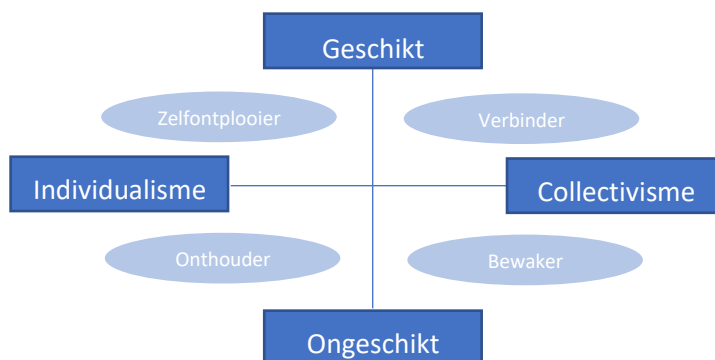 Geschikt
Zelfontplooier
Verbinder
Individualisme
Collectivisme
Onthouder
Bewaker
Ongeschikt